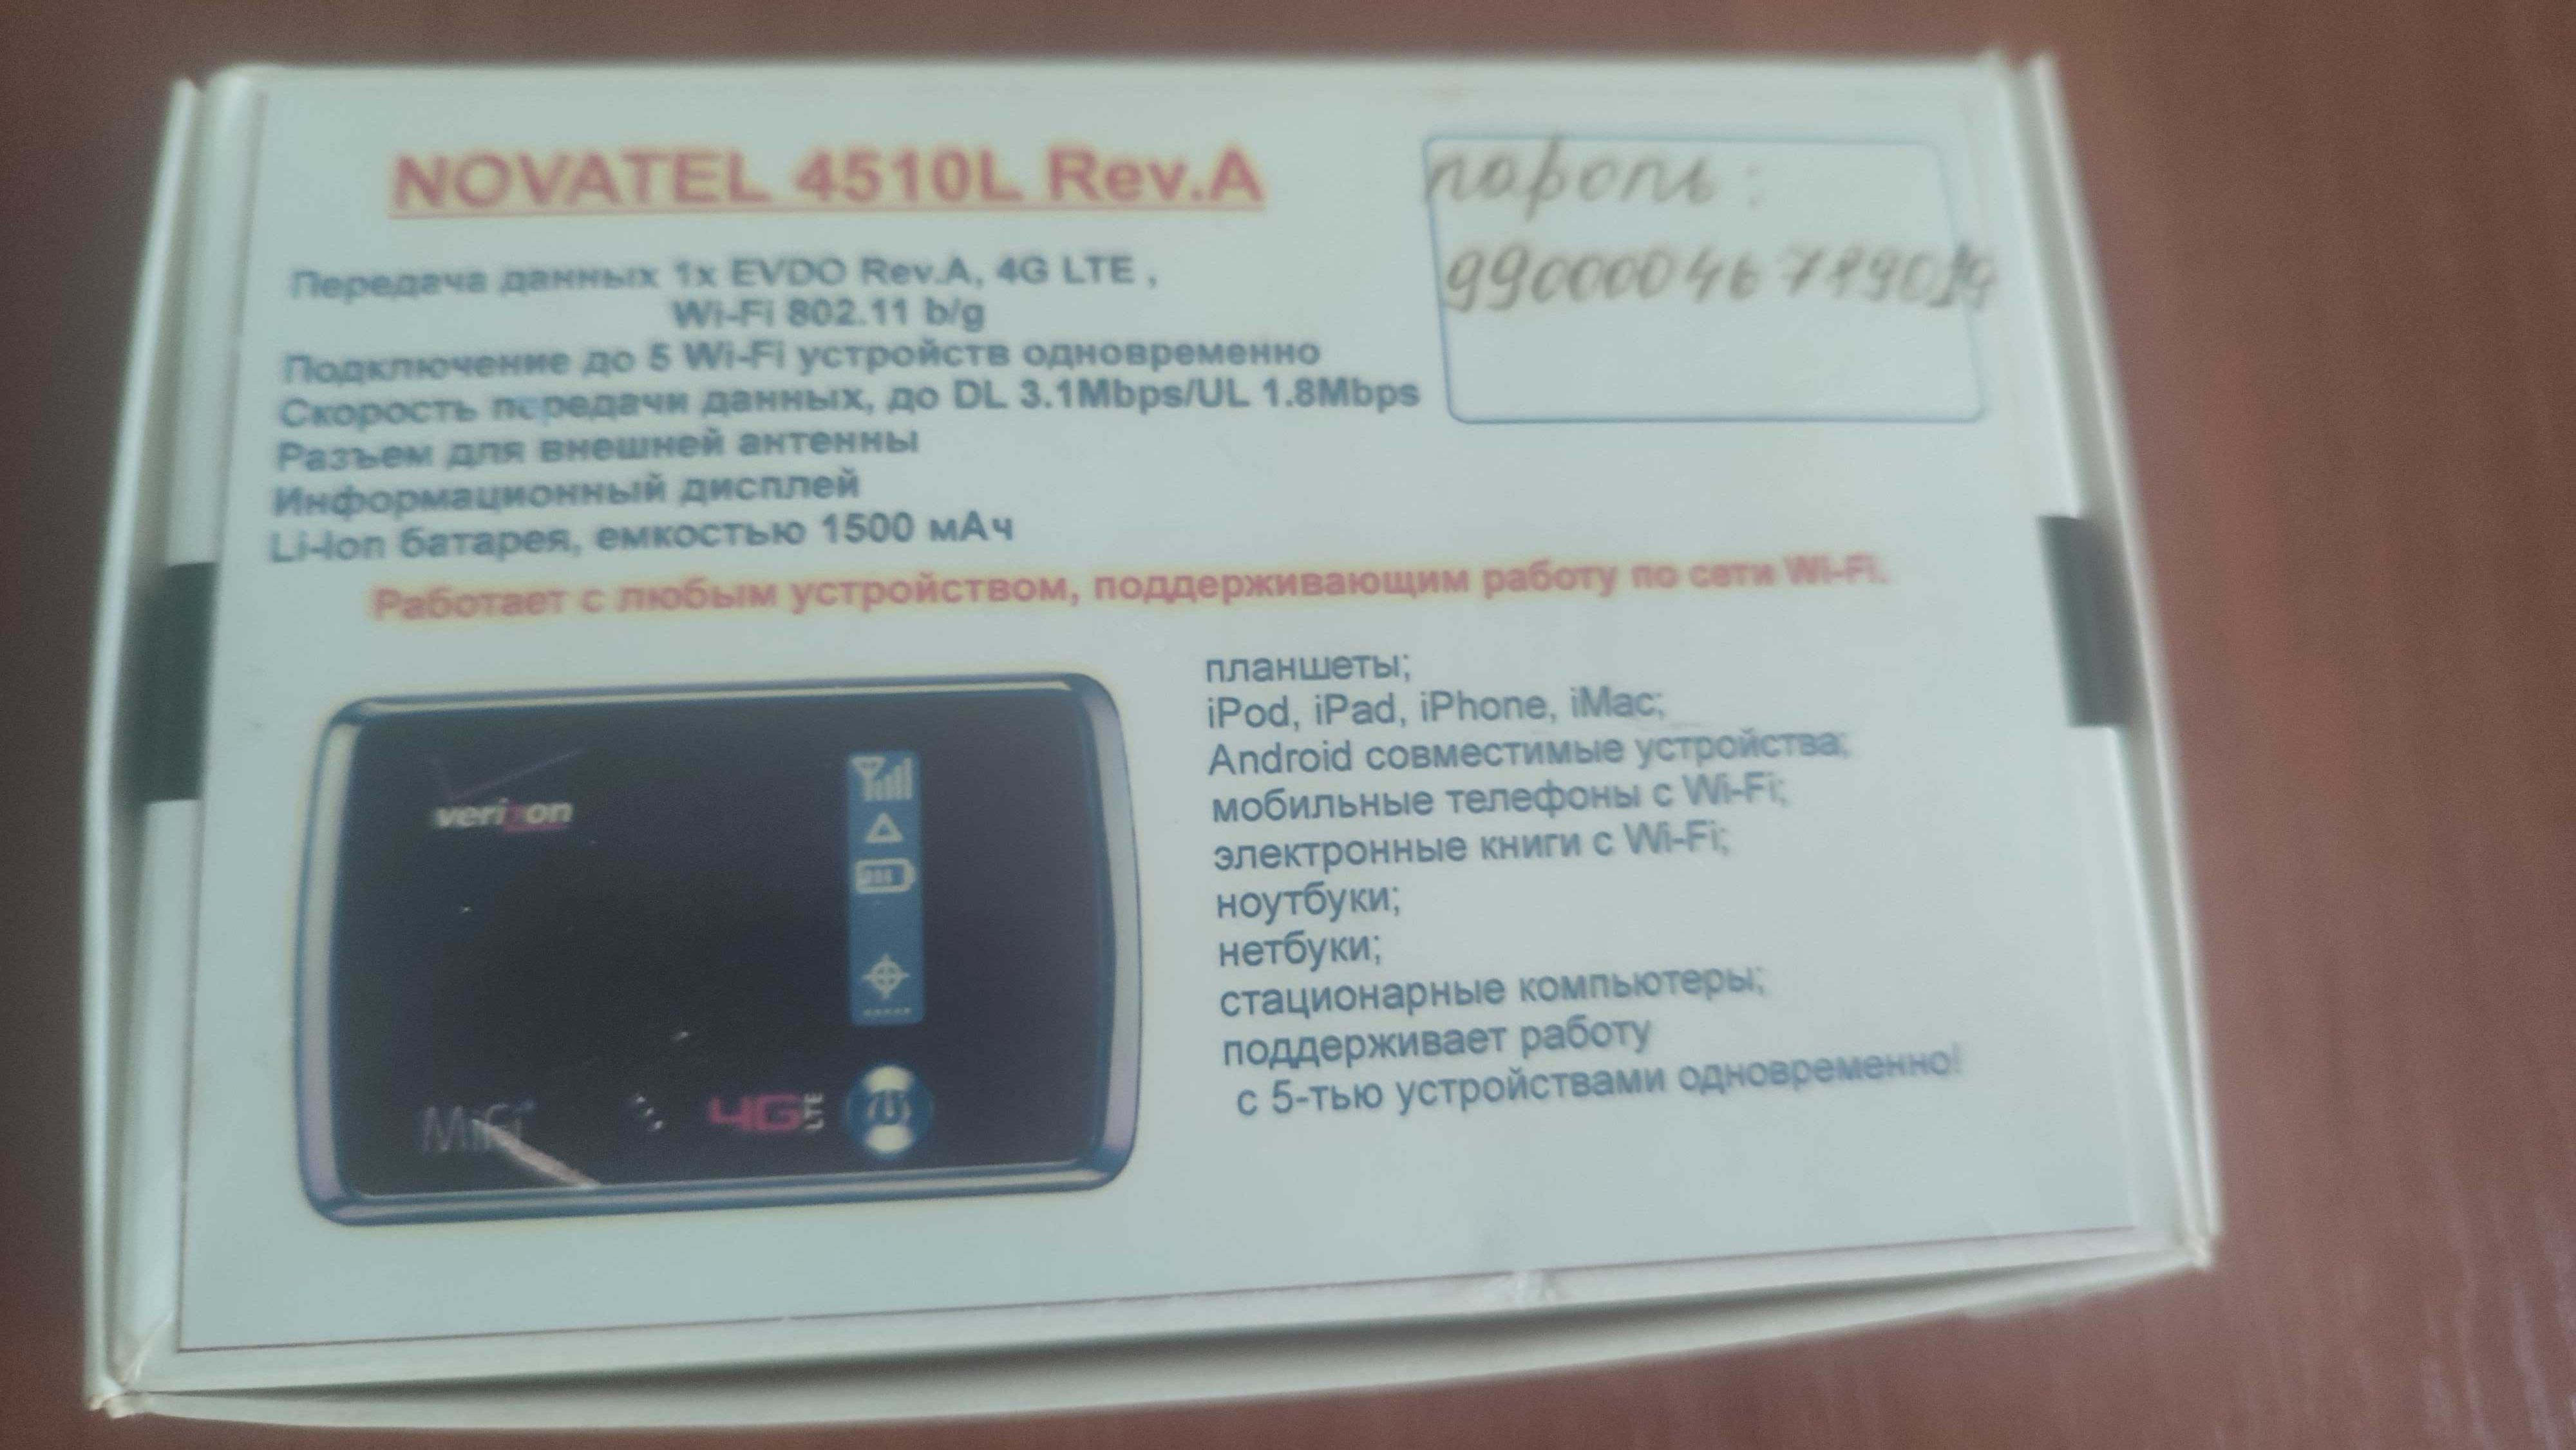 NOVATEL 4510L Rev.A
пароль:
Передача данных 1x EVDO Rev.A, 4G LTE ,
Wi-Fi 802.11 b/g
Подключение до 5 Wi-Fi устройств одновременно
Скорость передачи данных, до DL 3.1Mbps/UL 1.8Mbps
Разъем для внешней антенны
Информационный дисплей
Li-Ion батарея, емкостью 1500 мАч
Работает с любым устройством, поддерживающим работу по сети Wi-Fi.
verizon
MiFi
4G LTE
планшеты;
iPod, iPad, iPhone, iMac;
Android совместимые устройства;
мобильные телефоны с Wi-Fi;
электронные книги с Wi-Fi;
ноутбуки;
нетбуки;
стационарные компьютеры;
поддерживает работу
с 5-тью устройствами одновременно!